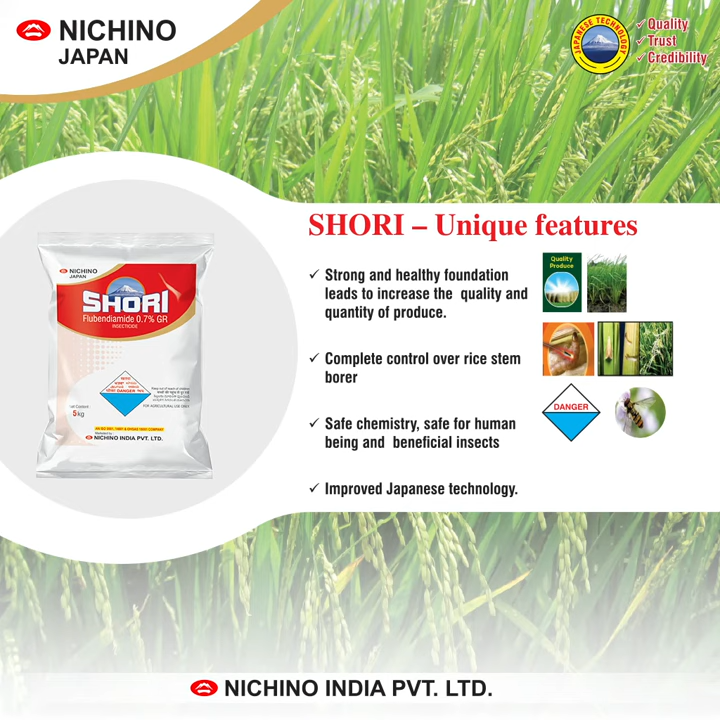 NICHINO
JAPAN
JAPANESE TECHNOLOGY
✓ Quality
✓ Trust
✓ Credibility
SHORI – Unique features
✓ Strong and healthy foundation
leads to increase the quality and
quantity of produce.
Quality
Produce
✓ Complete control over rice stem
borer
✓ Safe chemistry, safe for human
being and beneficial insects
DANGER
✓ Improved Japanese technology.
NICHINO
JAPAN
SHORI
Flubendiamide 0.7% GR
INSECTICIDE
DANGER
FOR AGRICULTURAL USE ONLY
5 kg
NICHINO INDIA PVT. LTD.
NICHINO INDIA PVT. LTD.